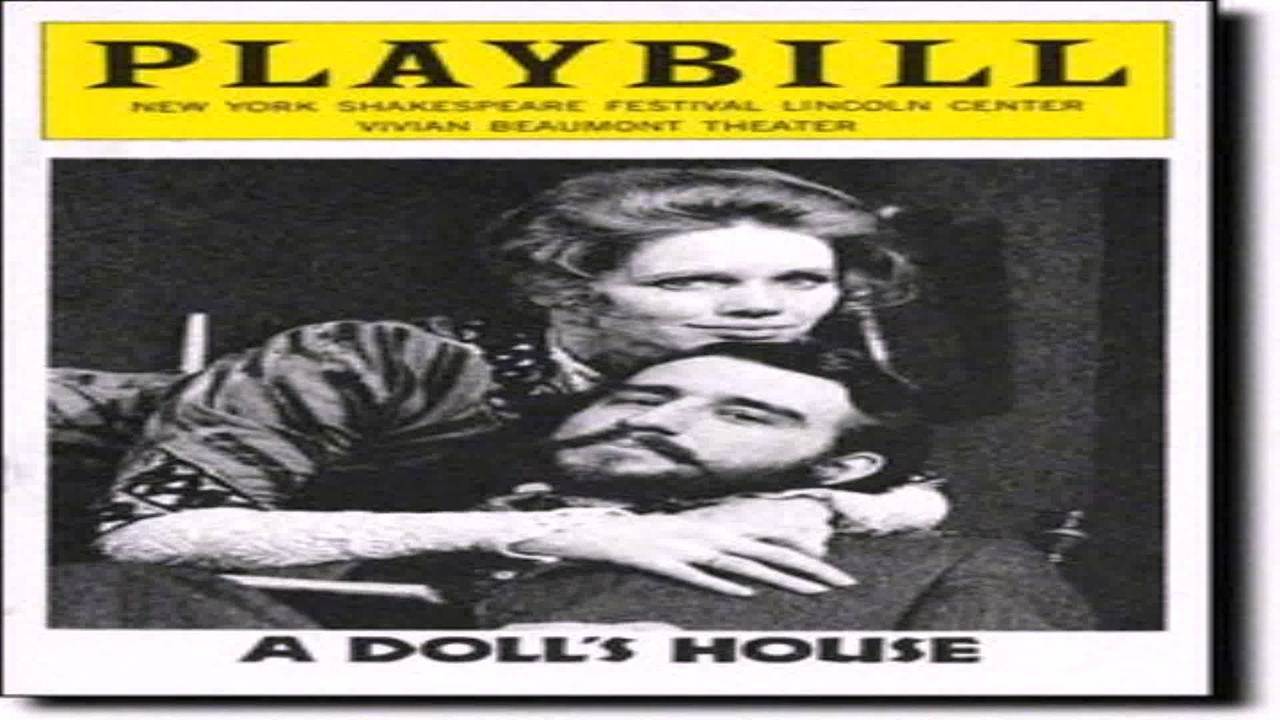 PLAYBILL
NEW YORK SHAKESPEARE FESTIVAL LINCOLN CENTER
VIVIAN BEAUMONT THEATER
A DOLL'S HOUSE